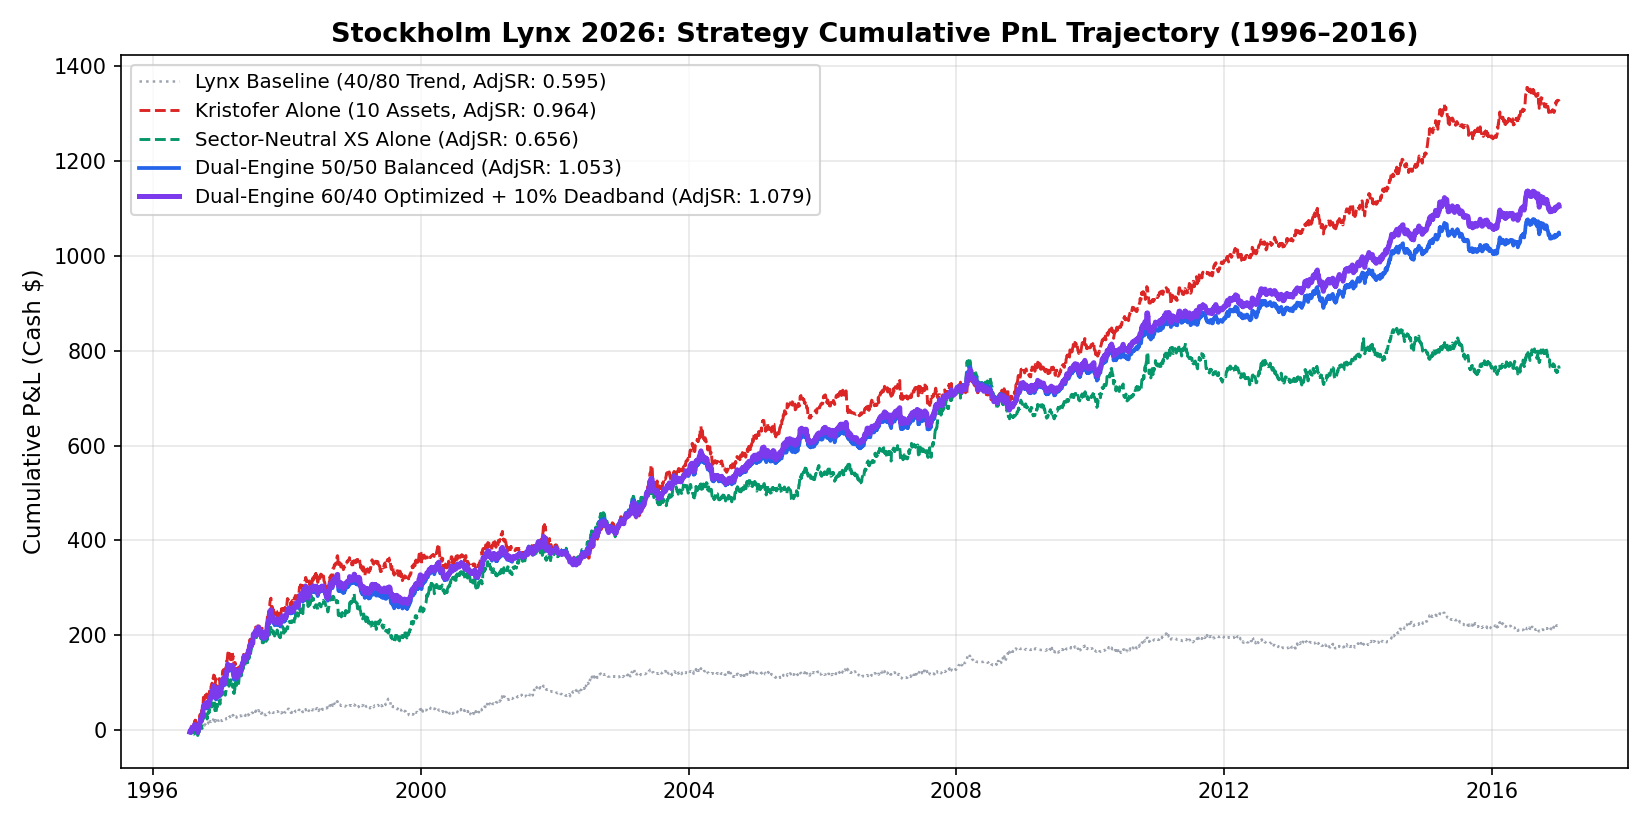 Stockholm Lynx 2026: Strategy Cumulative PnL Trajectory (1996–2016)
Lynx Baseline (40/80 Trend, AdjSR: 0.595)
Kristofer Alone (10 Assets, AdjSR: 0.964)
Sector-Neutral XS Alone (AdjSR: 0.656)
Dual-Engine 50/50 Balanced (AdjSR: 1.053)
Dual-Engine 60/40 Optimized + 10% Deadband (AdjSR: 1.079)
Cumulative P&L (Cash $)
1400
1200
1000
800
600
400
200
0
1996 2000 2004 2008 2012 2016